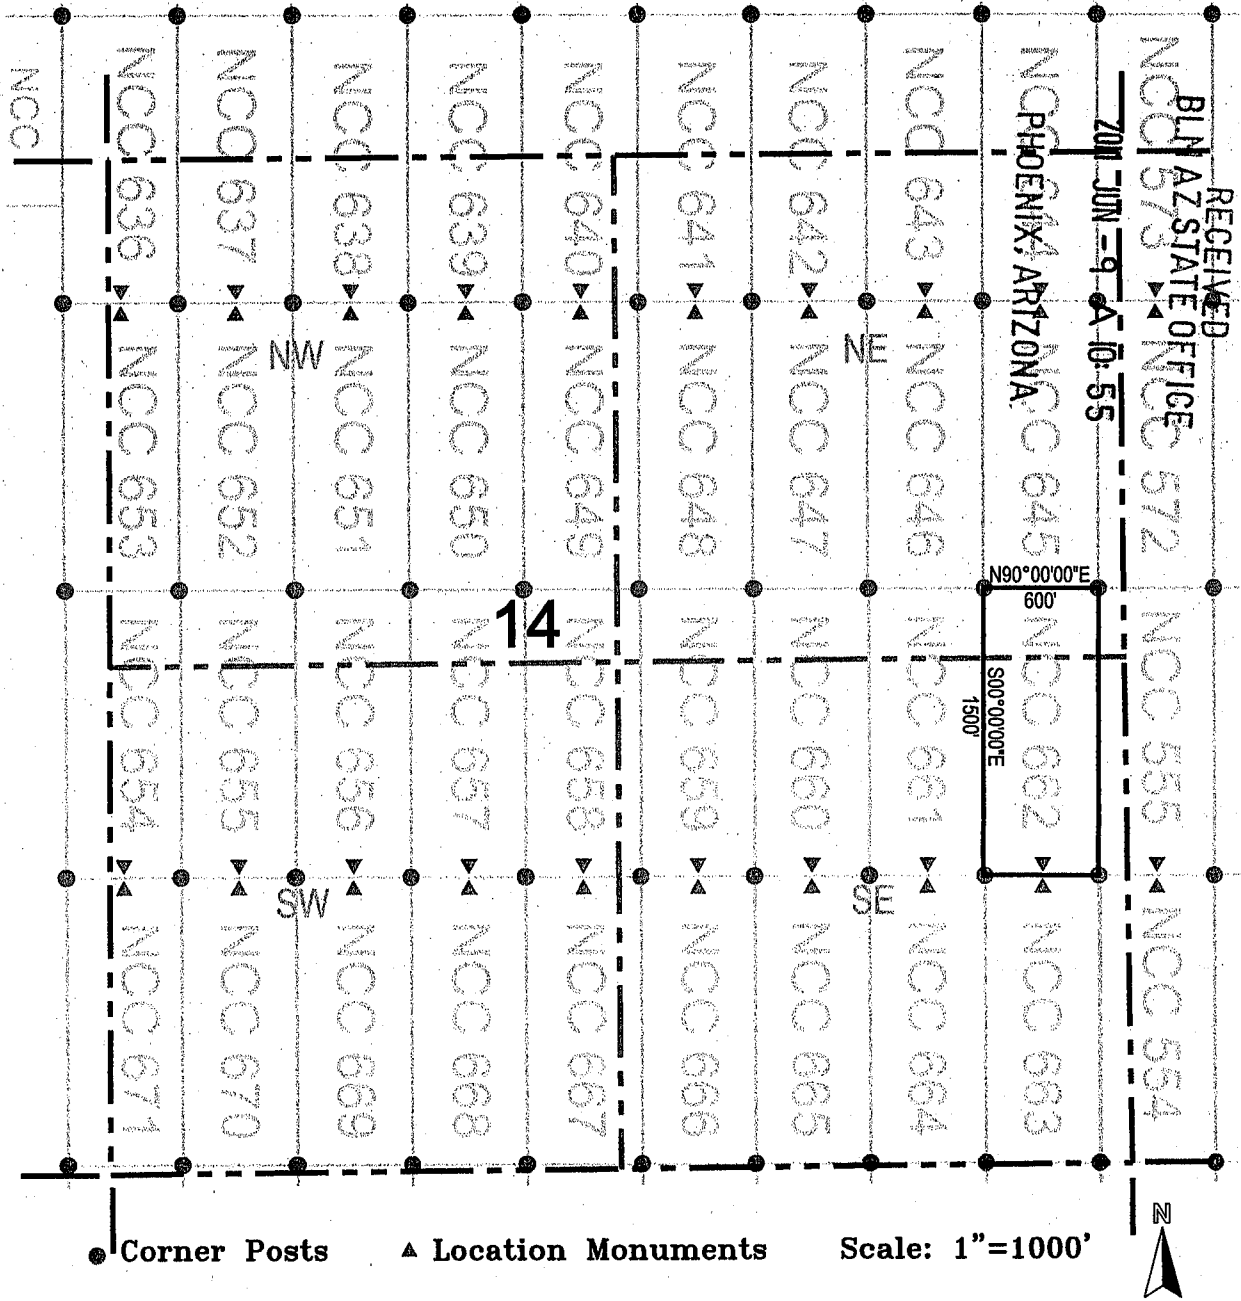 NCC
NCC 636
NCC 637
NCC 638
NCC 639
NCC 640
NCC 641
NCC 642
NCC 643
NCC 644
NCC 573
RECEIVED
BLM AZ STATE OFFICE
JUN -9 A 10:55
PHOENIX, ARIZONA
NW
NE
NCC 653
NCC 652
NCC 651
NCC 650
NCC 649
NCC 648
NCC 647
NCC 646
NCC 645
NCC 572
14
N90°00'00"E
600'
S00°00'00"E
1500'
NCC 654
NCC 655
NCC 656
NCC 657
NCC 658
NCC 659
NCC 660
NCC 661
NCC 662
NCC 555
SW
SE
NCC 671
NCC 670
NCC 669
NCC 668
NCC 667
NCC 666
NCC 665
NCC 664
NCC 663
NCC 554
Corner Posts
Location Monuments
Scale: 1"=1000'
N